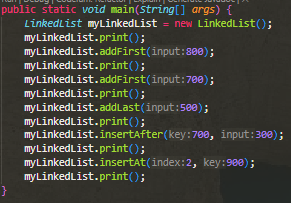 public static void main(String[] args) {
LinkedList myLinkedList = new LinkedList();
myLinkedList.print();
myLinkedList.addFirst(input:800);
myLinkedList.print();
myLinkedList.addFirst(input:700);
myLinkedList.print();
myLinkedList.addLast(input:500);
myLinkedList.print();
myLinkedList.insertAfter(key:700, input:300);
myLinkedList.print();
myLinkedList.insertAt(index:2, key:900);
myLinkedList.print();
}